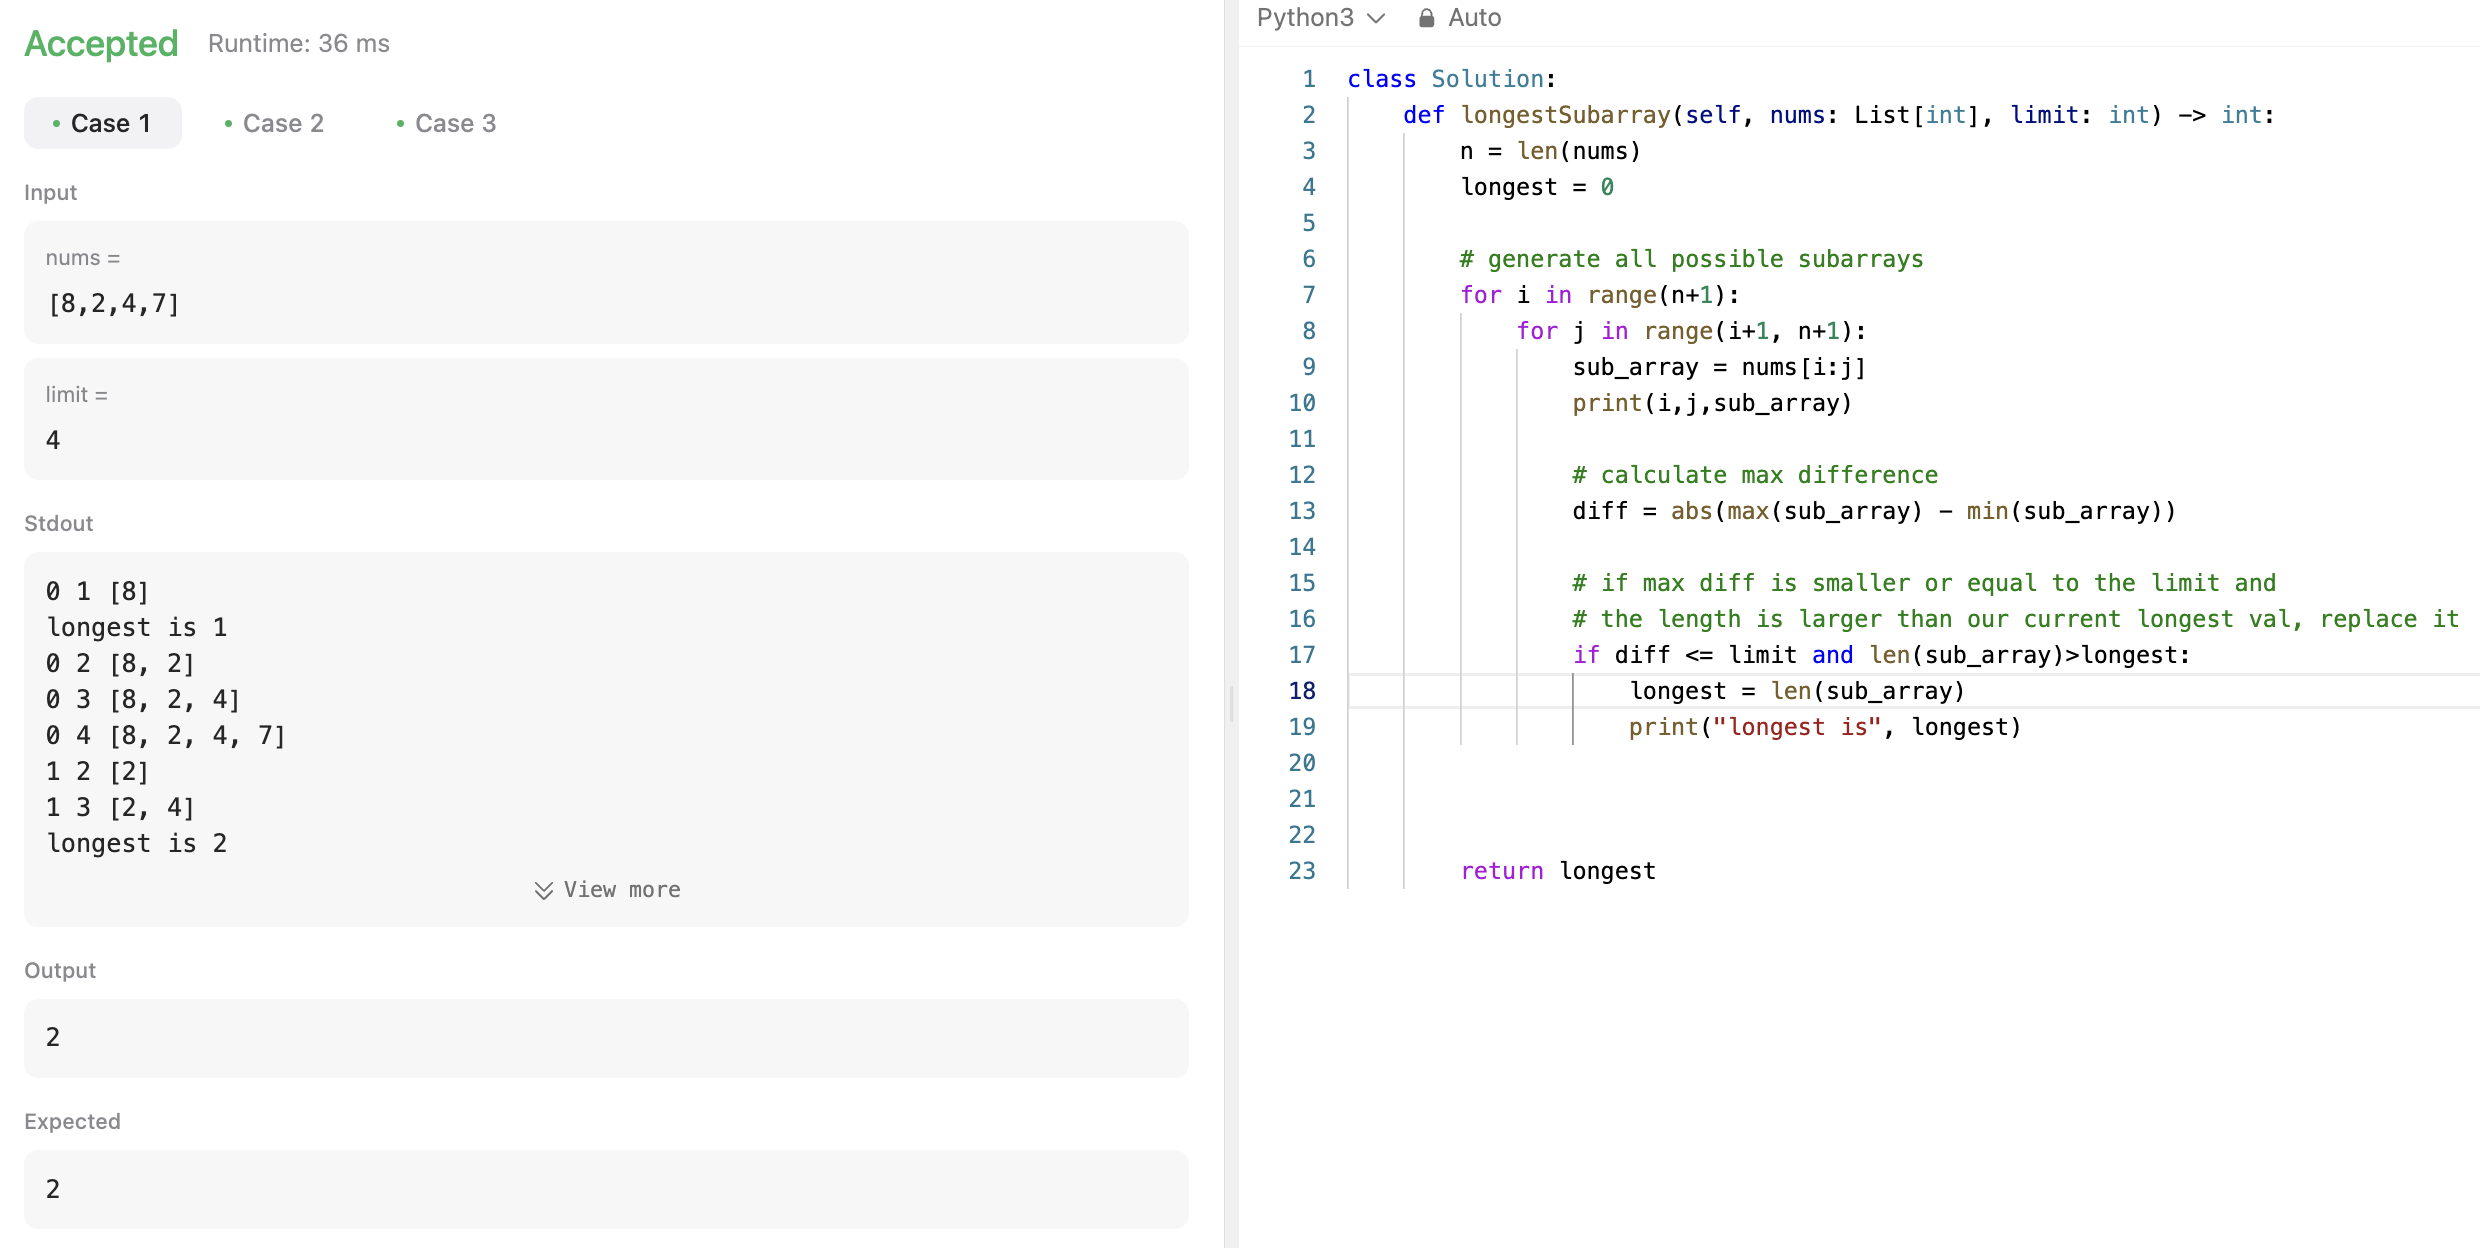 Accepted Runtime: 36 ms
• Case 1 • Case 2 • Case 3
Input
nums =
[8,2,4,7]
limit =
4
Stdout
0 1 [8]
longest is 1
0 2 [8, 2]
0 3 [8, 2, 4]
0 4 [8, 2, 4, 7]
1 2 [2]
1 3 [2, 4]
longest is 2
View more
Output
2
Expected
2
Python3 Auto
1 class Solution:
2     def longestSubarray(self, nums: List[int], limit: int) -> int:
3         n = len(nums)
4         longest = 0
5
6         # generate all possible subarrays
7         for i in range(n+1):
8             for j in range(i+1, n+1):
9                 sub_array = nums[i:j]
10                 print(i,j,sub_array)
11
12                 # calculate max difference
13                 diff = abs(max(sub_array) - min(sub_array))
14
15                 # if max diff is smaller or equal to the limit and
16                 # the length is larger than our current longest val, replace it
17                 if diff <= limit and len(sub_array)>longest:
18                     longest = len(sub_array)
19                     print("longest is", longest)
20
21
22
23         return longest